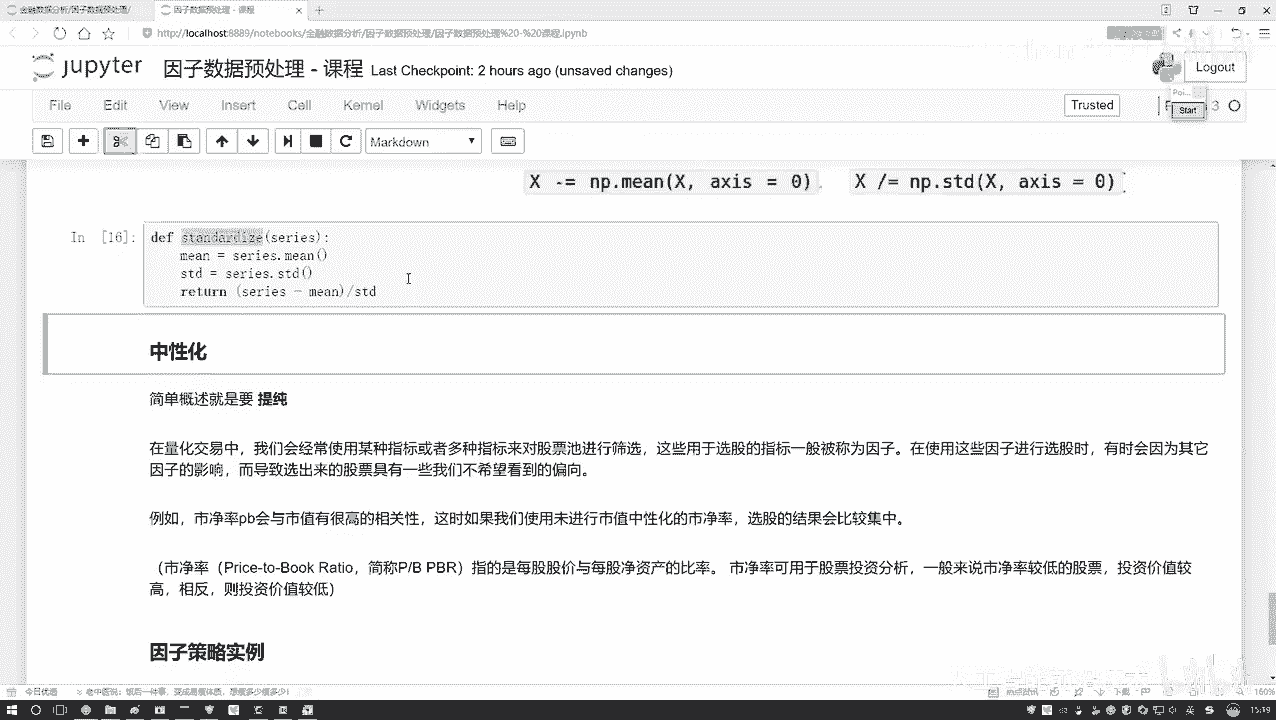 金融数据分析/因子数据预处理/
因子数据预处理 - 课程
http://localhost:8889/notebooks/金融数据分析/因子数据预处理/因子数据预处理%20-%20课程.ipynb
jupyter 因子数据预处理 - 课程 Last Checkpoint: 2 hours ago (unsaved changes)
Logout
File Edit View Insert Cell Kernel Widgets Help
Trusted
3
Start
Markdown
X -= np.mean(X, axis = 0) X /= np.std(X, axis = 0)
In [16]: def standardize(series):
mean = series.mean()
std = series.std()
return (series - mean)/std
中性化
简单概述就是要 提纯
在量化交易中，我们会经常使用某种指标或者多种指标来对股票池进行筛选，这些用于选股的指标一般被称为因子。在使用这些因子进行选股时，有时会因为其它
因子的影响，而导致选出来的股票具有一些我们不希望看到的偏向。
例如，市净率pb会与市值有很高的相关性，这时如果我们使用未进行市值中性化的市净率，选股的结果会比较集中。
（市净率（Price-to-Book Ratio，简称P/B PBR）指的是每股股价与每股净资产的比率。 市净率可用于股票投资分析，一般来说市净率较低的股票，投资价值较
高，相反，则投资价值较低）
因子策略实例
今日优选
下载
160%
15:19